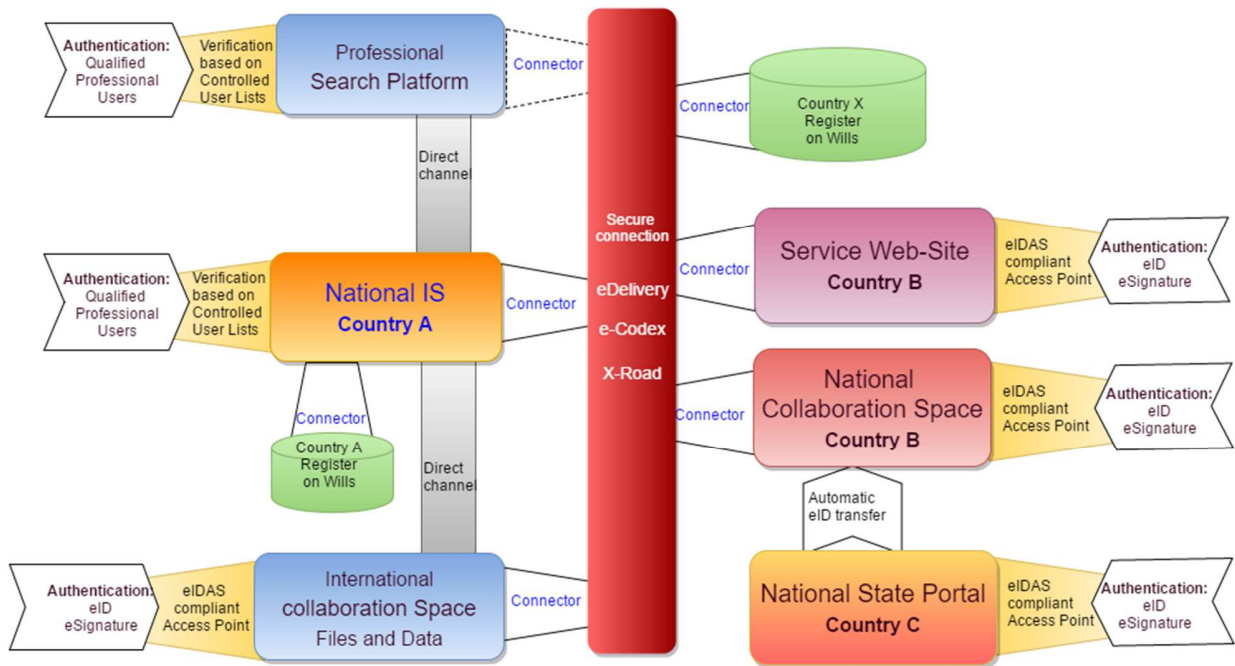 Authentication:
Qualified
Professional
Users
Verification
based on
Controlled
User Lists
Professional
Search Platform
Connector
Connector
Country X
Register
on Wills
Direct
channel
Secure
connection
eDelivery
e-Codex
X-Road
Connector
Service Web-Site
Country B
eIDAS
compliant
Access Point
Authentication:
eID
eSignature
Authentication:
Qualified
Professional
Users
Verification
based on
Controlled
User Lists
National IS
Country A
Connector
Connector
National
Collaboration Space
Country B
eIDAS
compliant
Access Point
Authentication:
eID
eSignature
Connector
Country A
Register
on Wills
Direct
channel
Automatic
eID transfer
Authentication:
eID
eSignature
eIDAS
compliant
Access Point
International
collaboration Space
Files and Data
Connector
National State Portal
Country C
eIDAS
compliant
Access Point
Authentication:
eID
eSignature